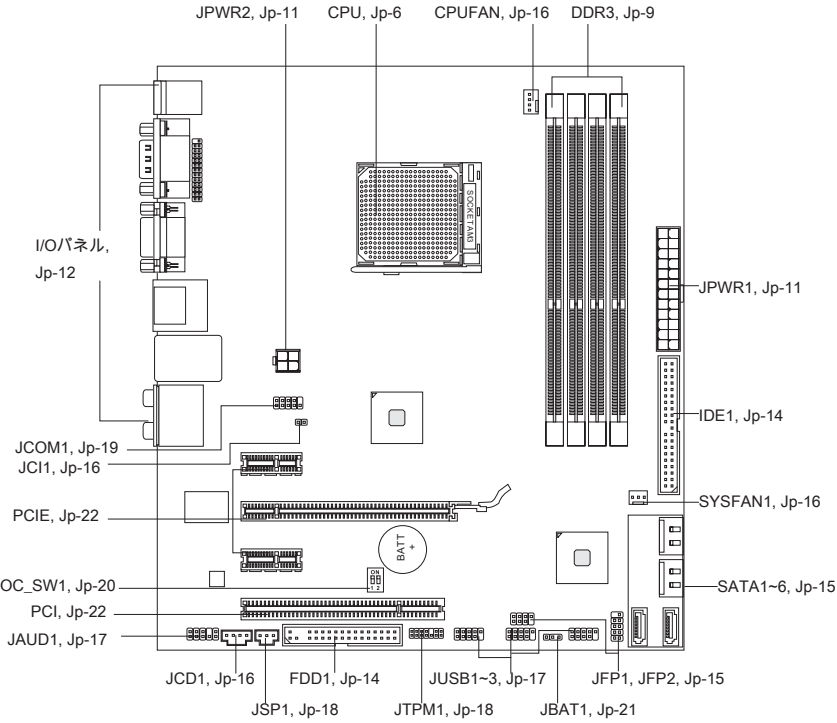 JPWR2, Jp-11
CPU, Jp-6
CPUFAN, Jp-16
DDR3, Jp-9
SOCKET AM3
I/Oパネル,
Jp-12
JPWR1, Jp-11
IDE1, Jp-14
JCOM1, Jp-19
JCI1, Jp-16
SYSFAN1, Jp-16
PCIE, Jp-22
BATT
+
ON
1 2
OC_SW1, Jp-20
SATA1~6, Jp-15
PCI, Jp-22
JAUD1, Jp-17
JCD1, Jp-16
FDD1, Jp-14
JUSB1~3, Jp-17
JFP1, JFP2, Jp-15
JSP1, Jp-18
JTPM1, Jp-18
JBAT1, Jp-21